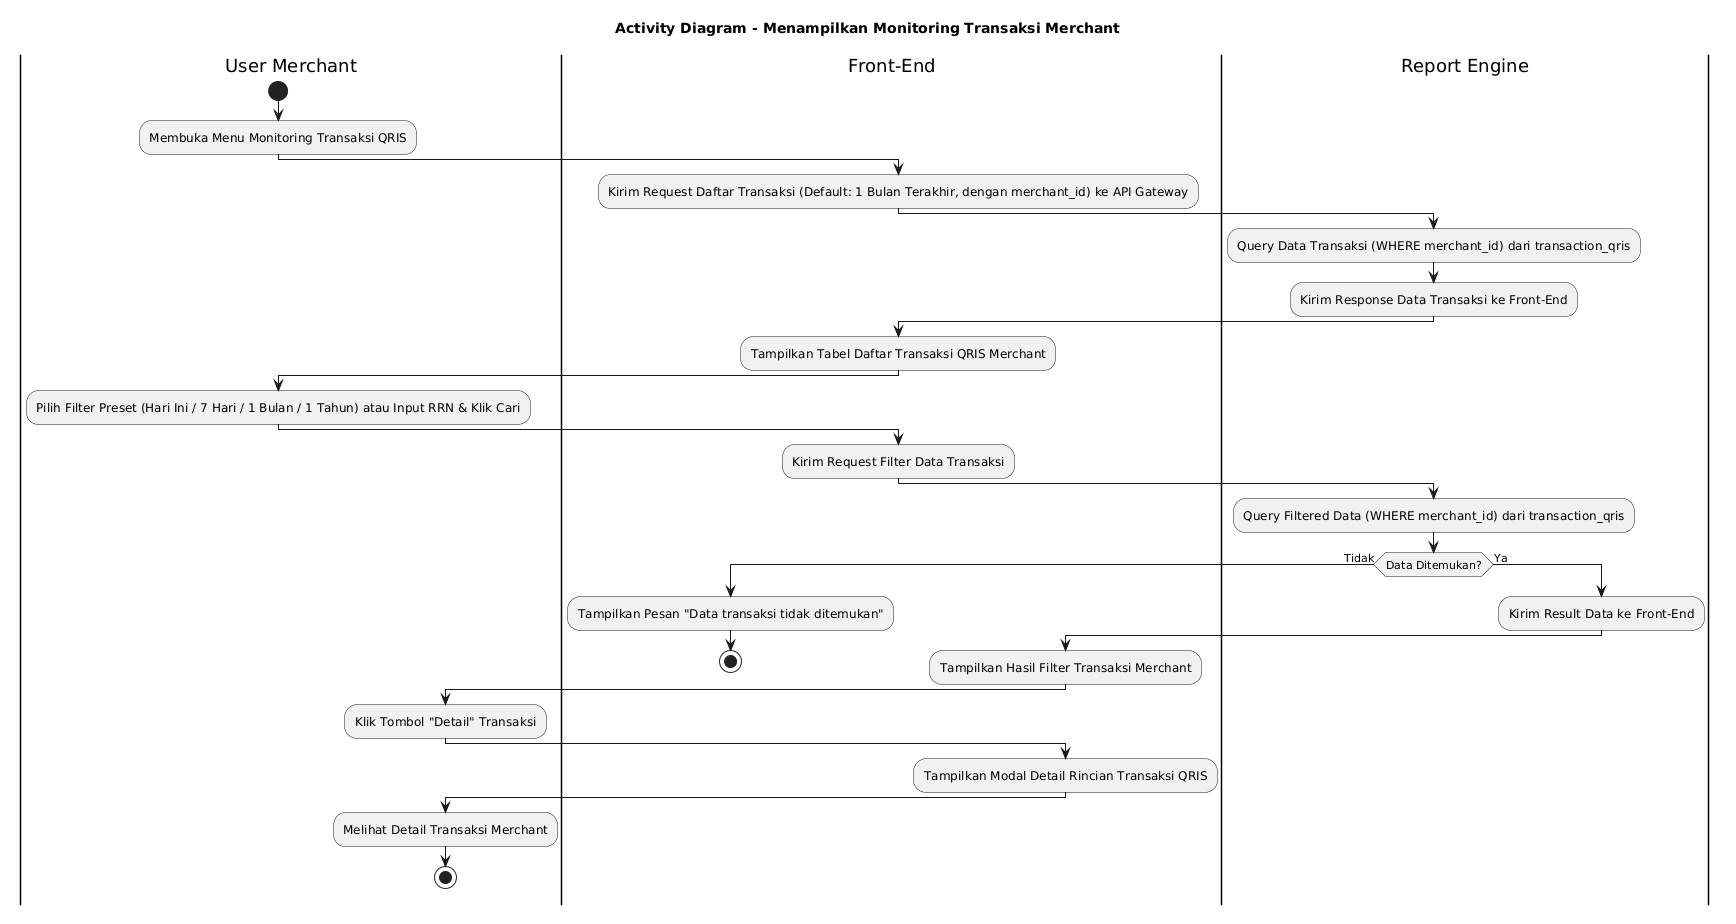 Activity Diagram - Menampilkan Monitoring Transaksi Merchant
User Merchant
Front-End
Report Engine
Membuka Menu Monitoring Transaksi QRIS
Kirim Request Daftar Transaksi (Default: 1 Bulan Terakhir, dengan merchant_id) ke API Gateway
Query Data Transaksi (WHERE merchant_id) dari transaction_qris
Kirim Response Data Transaksi ke Front-End
Tampilkan Tabel Daftar Transaksi QRIS Merchant
Pilih Filter Preset (Hari Ini / 7 Hari / 1 Bulan / 1 Tahun) atau Input RRN & Klik Cari
Kirim Request Filter Data Transaksi
Query Filtered Data (WHERE merchant_id) dari transaction_qris
Tidak
Data Ditemukan?
Ya
Tampilkan Pesan "Data transaksi tidak ditemukan"
Kirim Result Data ke Front-End
Tampilkan Hasil Filter Transaksi Merchant
Klik Tombol "Detail" Transaksi
Tampilkan Modal Detail Rincian Transaksi QRIS
Melihat Detail Transaksi Merchant